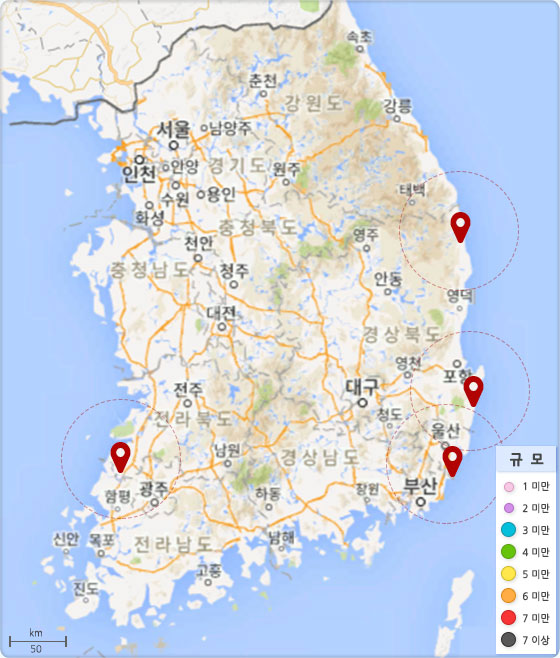 속초
춘천
강원도
강릉
서울
남양주
인천
안양
경기도
원주
태백
수원
용인
화성
충청북도
영주
천안
충청남도
청주
안동
영덕
대전
경상북도
영천
포항
전주
대구
청도
전라북도
울산
남원
경상남도
함평
광주
하동
창원
부산
신안
목포
전라남도
남해
고흥
진도
km
50
규 모
1 미만
2 미만
3 미만
4 미만
5 미만
6 미만
7 미만
7 이상